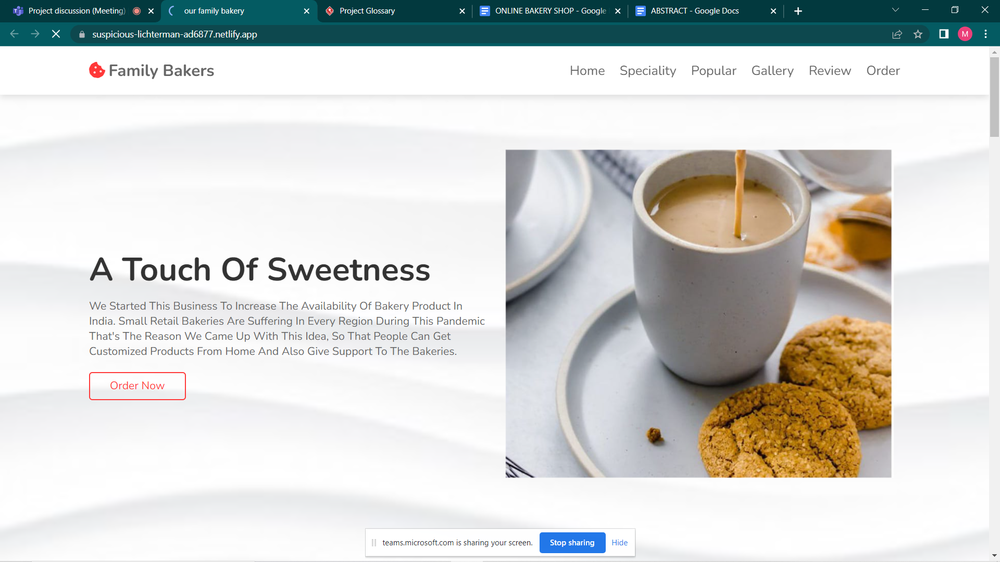 Project discussion (Meeting)
our family bakery
Project Glossary
ONLINE BAKERY SHOP - Google
ABSTRACT - Google Docs
suspicious-lichterman-ad6877.netlify.app
M
Family Bakers
Home Speciality Popular Gallery Review Order
A Touch Of Sweetness
We Started This Business To Increase The Availability Of Bakery Product In
India. Small Retail Bakeries Are Suffering In Every Region During This Pandemic
That's The Reason We Came Up With This Idea, So That People Can Get
Customized Products From Home And Also Give Support To The Bakeries.
Order Now
teams.microsoft.com is sharing your screen. Stop sharing Hide